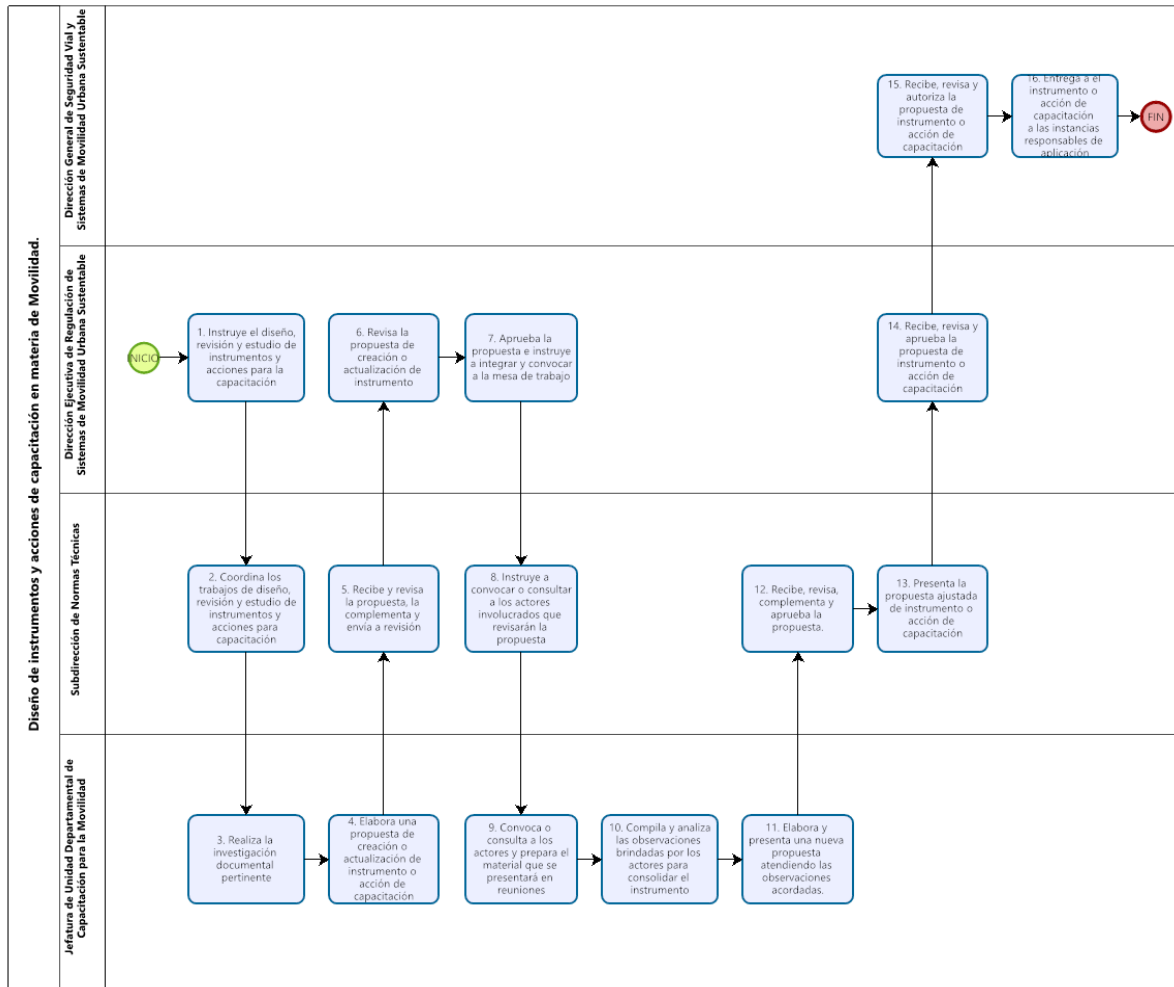 Diseño de instrumentos y acciones de capacitación en materia de Movilidad.
Dirección General de Seguridad Vial y
Sistemas de Movilidad Urbana Sustentable
15. Recibe, revisa y
autoriza la
propuesta de
instrumento o
acción de
capacitación
16. Entrega a el
instrumento o
acción de
capacitación
a las instancias
responsables de
aplicación
FIN
Dirección Ejecutiva de Regulación de
Sistemas de Movilidad Urbana Sustentable
INICIO
1. Instruye el diseño,
revisión y estudio de
instrumentos y
acciones para la
capacitación
6. Revisa la
propuesta de
creación o
actualización de
instrumento
7. Aprueba la
propuesta e instruye
a integrar y convocar
a la mesa de trabajo
14. Recibe, revisa y
aprueba la
propuesta de
instrumento o
acción de
capacitación
Subdirección de Normas Técnicas
2. Coordina los
trabajos de diseño,
revisión y estudio de
instrumentos y
acciones para
capacitación
5. Recibe y revisa
la propuesta, la
complementa y
envía a revisión
8. Instruye a
convocar o consultar
a los actores
involucrados que
revisarán la
propuesta
12. Recibe, revisa,
complementa y
aprueba la
propuesta.
13. Presenta la
propuesta ajustada
de instrumento o
acción de
capacitación
Jefatura de Unidad Departamental de
Capacitación para la Movilidad
3. Realiza la
investigación
documental
pertinente
4. Elabora una
propuesta de
creación o
actualización de
instrumento o
acción de
capacitación
9. Convoca o
consulta a los
actores y prepara el
material que se
presentará en
reuniones
10. Compila y analiza
las observaciones
brindadas por los
actores para
consolidar el
instrumento
11. Elabora y
presenta una nueva
propuesta
atendiendo las
observaciones
acordadas.